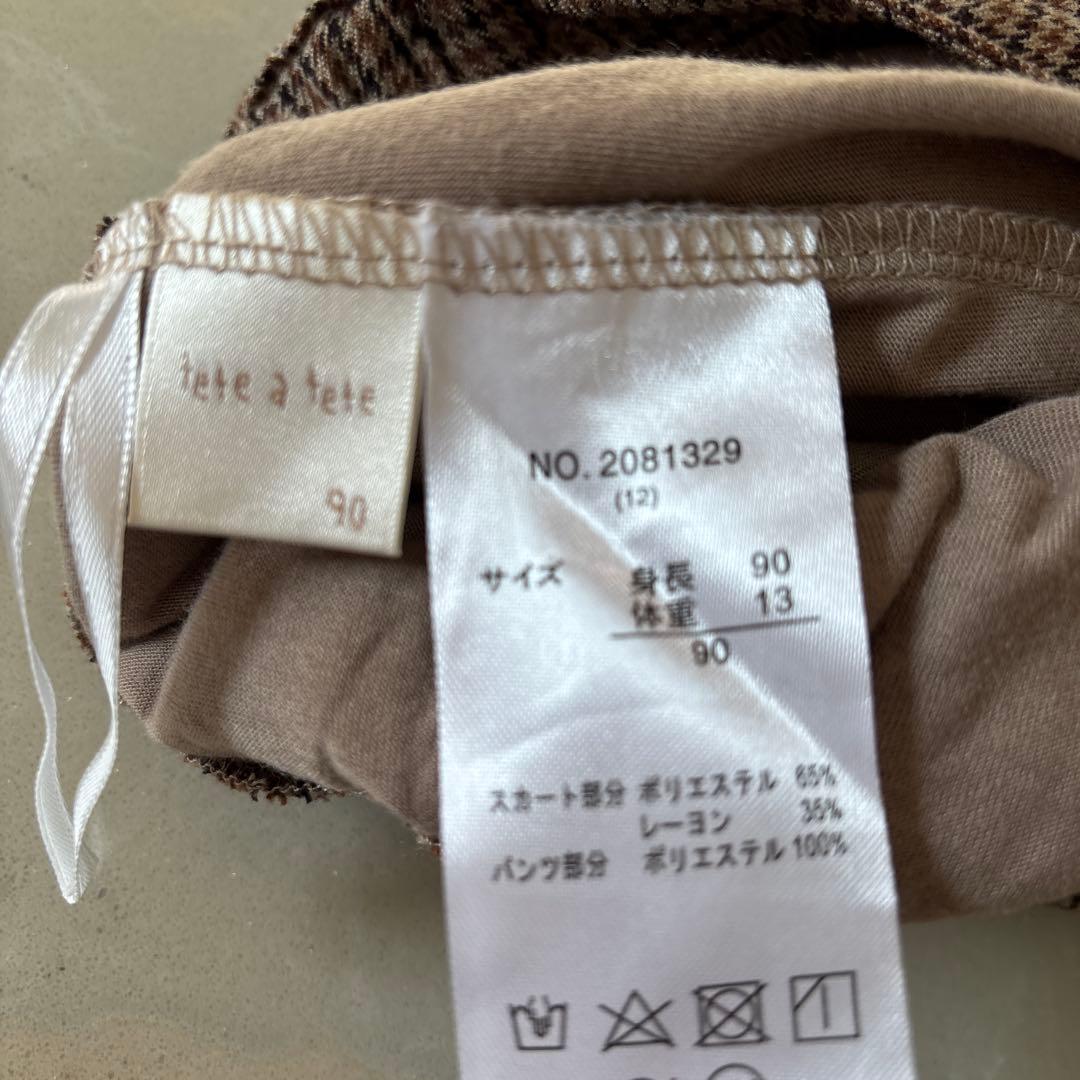 tete a tete
90
NO. 2081329
(12)
サイズ 身長 90
体重 13
90
スカート部分 ポリエステル 65%
レーヨン 35%
パンツ部分 ポリエステル 100%